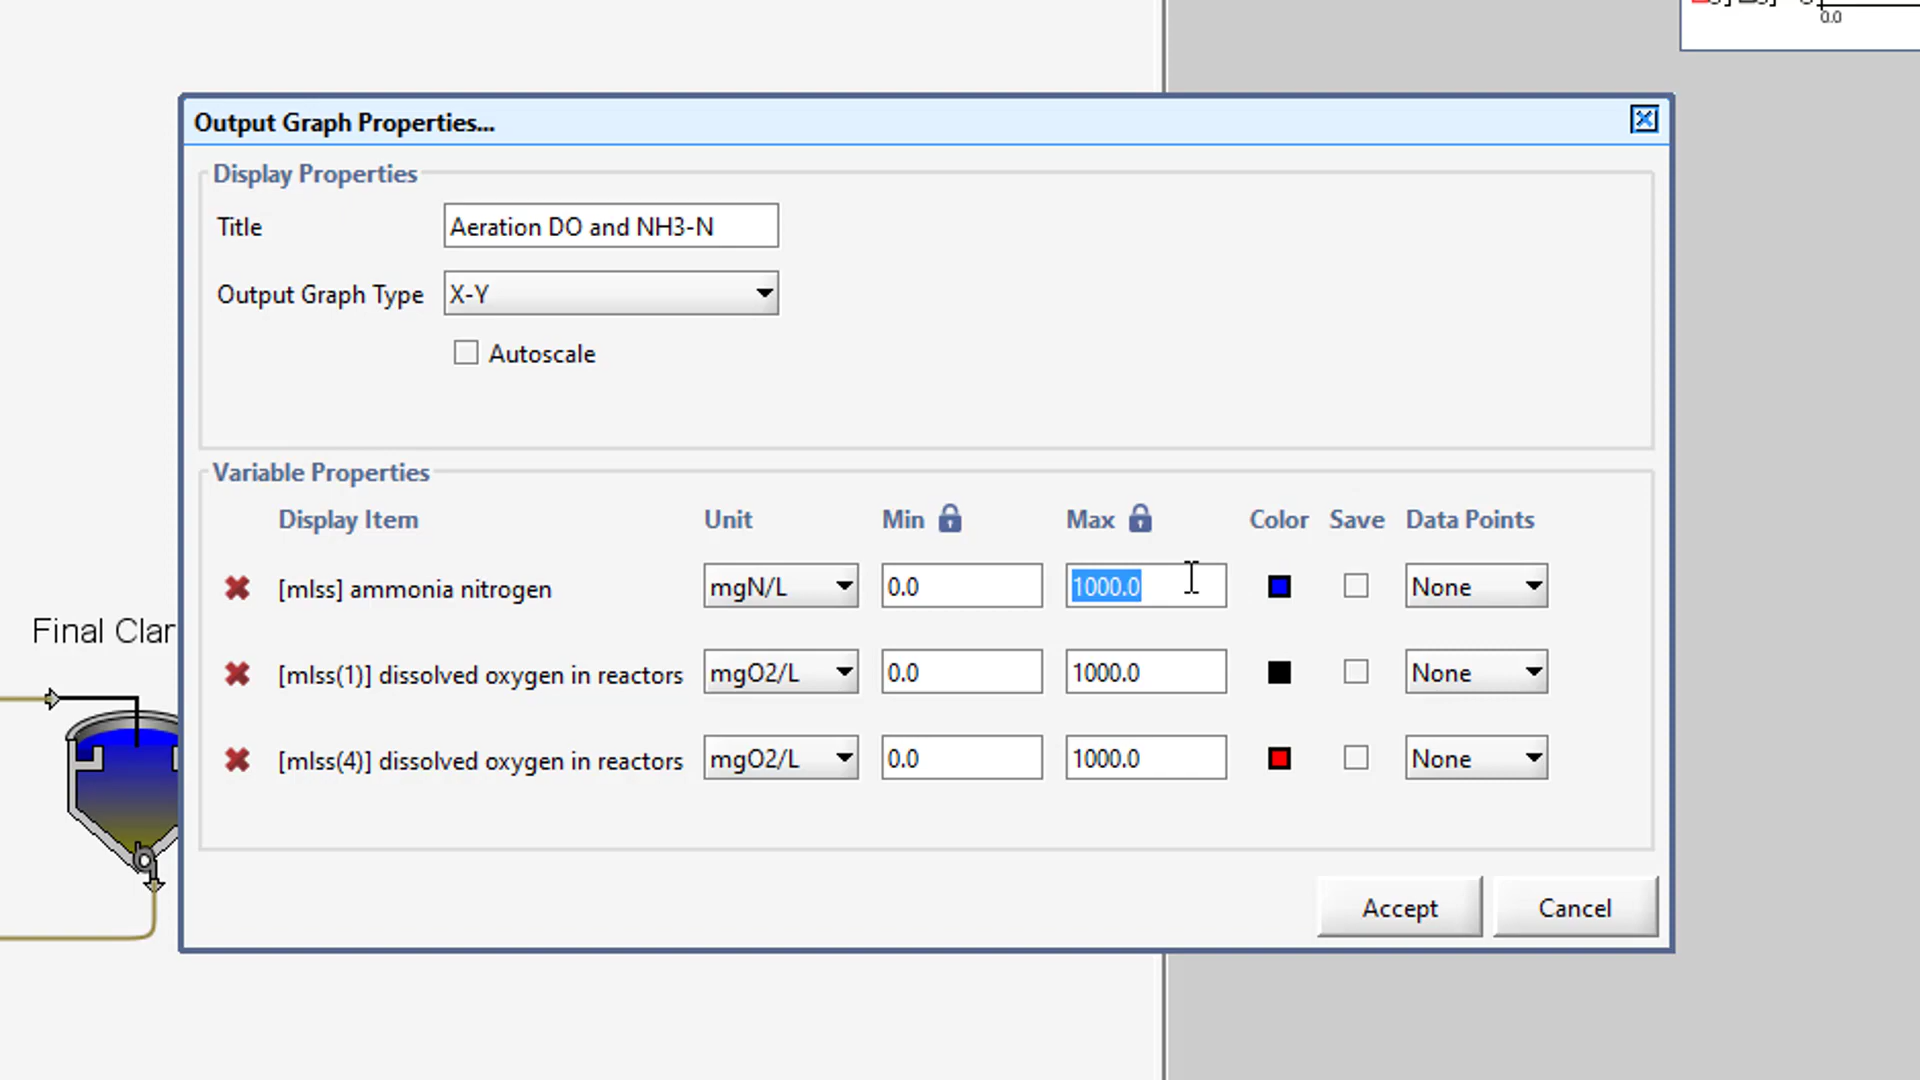 0.0
Output Graph Properties...
Display Properties
Title Aeration DO and NH3-N
Output Graph Type X-Y
Autoscale
Variable Properties
Display Item Unit Min Max Color Save Data Points
[mlss] ammonia nitrogen mgN/L 0.0 1000.0 None
[mlss(1)] dissolved oxygen in reactors mgO2/L 0.0 1000.0 None
[mlss(4)] dissolved oxygen in reactors mgO2/L 0.0 1000.0 None
Final Clar
Accept Cancel